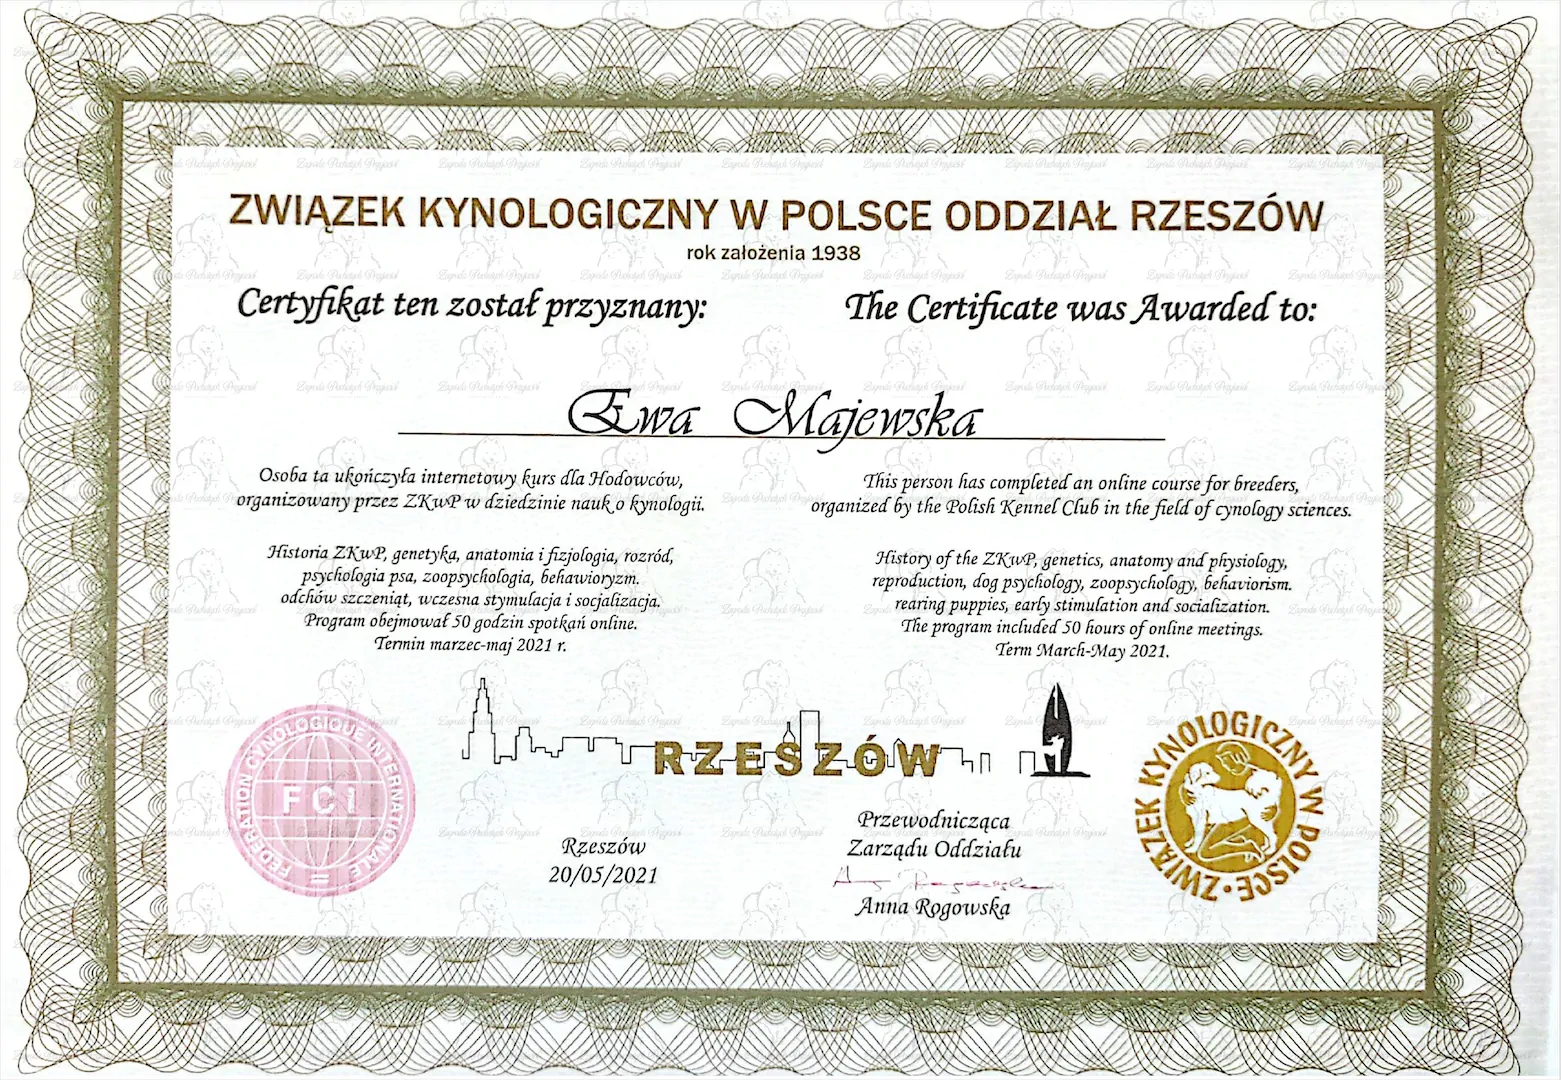 ZWIĄZEK KYNOLOGICZNY W POLSCE ODDZIAŁ RZESZÓW
rok założenia 1938
Certyfikat ten został przyznany:
The Certificate was Awarded to:
Ewa Majewska
Osoba ta ukończyła internetowy kurs dla Hodowców,
organizowany przez ZKwP w dziedzinie nauk o kynologii.
Historia ZKwP, genetyka, anatomia i fizjologia, rozród,
psychologia psa, zoopsychologia, behawioryzm.
odchów szczeniąt, wczesna stymulacja i socjalizacja.
Program obejmował 50 godzin spotkań online.
Termin marzec-maj 2021 r.
This person has completed an online course for breeders,
organized by the Polish Kennel Club in the field of cynology sciences.
History of the ZKwP, genetics, anatomy and physiology,
reproduction, dog psychology, zoopsychology, behaviorism.
rearing puppies, early stimulation and socialization.
The program included 50 hours of online meetings.
Term March-May 2021.
FEDERATION CYNOLOGIQUE INTERNATIONALE
FCi
RZESZÓW
Rzeszów
20/05/2021
Przewodnicząca
Zarządu Oddziału
Anna Rogowska
ZWIĄZEK KYNOLOGICZNY W POLSCE